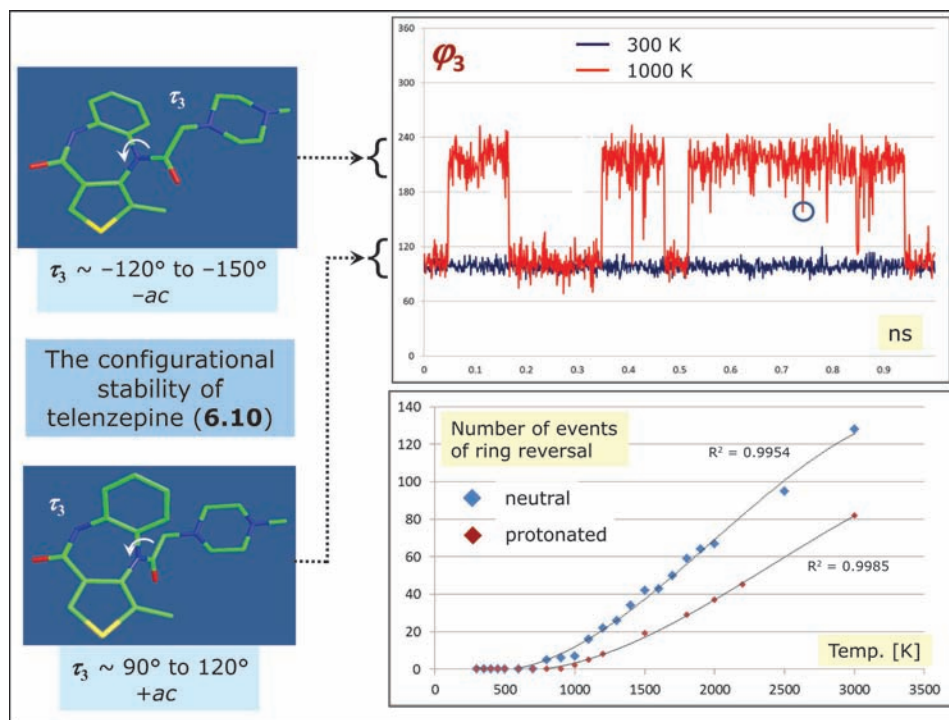 τ3
τ3 ~ –120° to –150°
–ac
The configurational
stability of
telenzepine (6.10)
τ3
τ3 ~ 90° to 120°
+ac
360
300
240
180
120
60
0
φ3
300 K
1000 K
ns
0 0.1 0.2 0.3 0.4 0.5 0.6 0.7 0.8 0.9
140
120
100
80
60
40
20
0
Number of events
of ring reversal
neutral
protonated
R² = 0.9954
R² = 0.9985
Temp. [K]
0 500 1000 1500 2000 2500 3000 3500